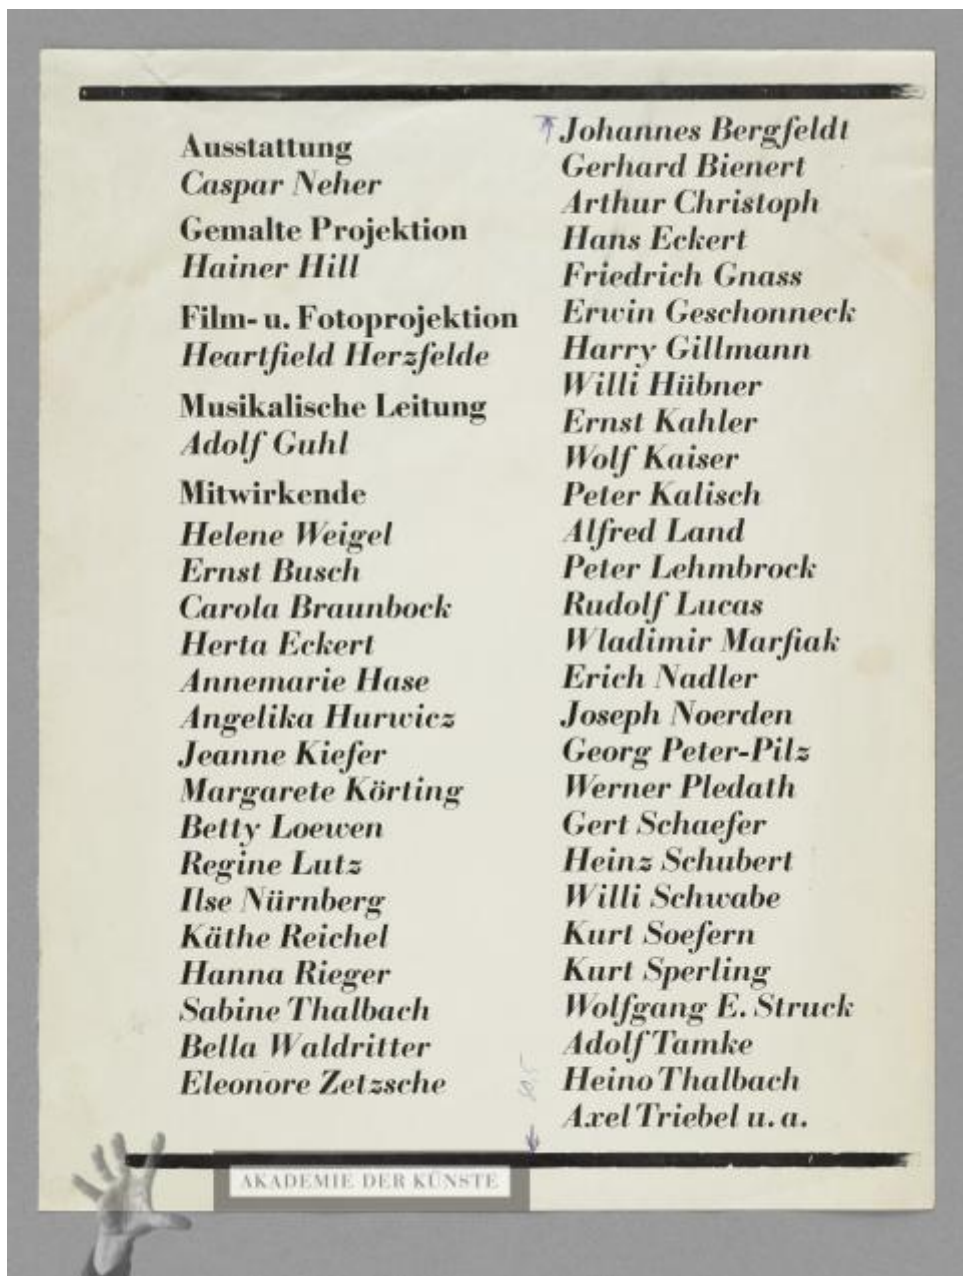 Ausstattung
Caspar Neher
Gemalte Projektion
Hainer Hill
Film- u. Fotoprojektion
Heartfield Herzfelde
Musikalische Leitung
Adolf Guhl
Mitwirkende
Helene Weigel
Ernst Busch
Carola Braunbock
Herta Eckert
Annemarie Hase
Angelika Hurwicz
Jeanne Kiefer
Margarete Körting
Betty Loewen
Regine Lutz
Ilse Nürnberg
Käthe Reichel
Hanna Rieger
Sabine Thalbach
Bella Waldritter
Eleonore Zetzsche
Johannes Bergfeldt
Gerhard Bienert
Arthur Christoph
Hans Eckert
Friedrich Gnass
Erwin Geschonneck
Harry Gillmann
Willi Hübner
Ernst Kahler
Wolf Kaiser
Peter Kalisch
Alfred Land
Peter Lehmbrock
Rudolf Lucas
Wladimir Marfiak
Erich Nadler
Joseph Noerden
Georg Peter-Pilz
Werner Pledath
Gert Schaefer
Heinz Schubert
Willi Schwabe
Kurt Soefern
Kurt Sperling
Wolfgang E. Struck
Adolf Tamke
Heino Thalbach
Axel Triebel u. a.
AKADEMIE DER KÜNSTE